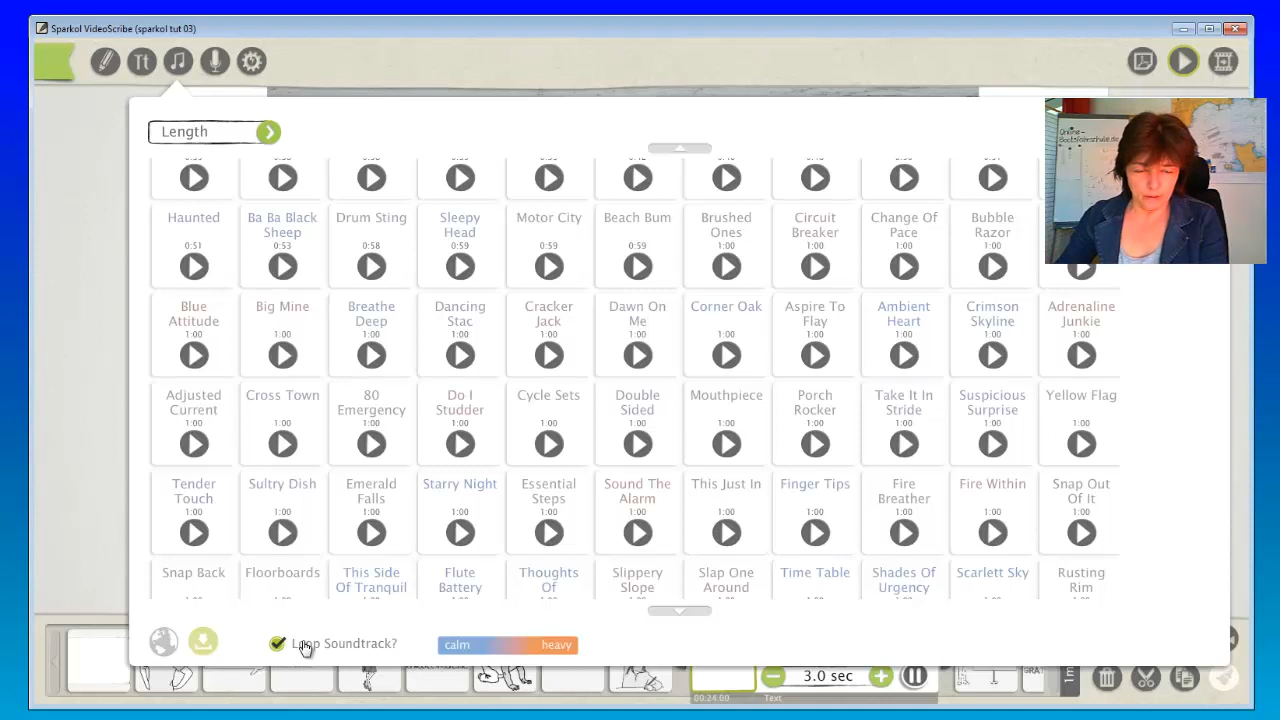 Sparkol VideoScribe (sparkol tut 03)
Tt
Length
Haunted
Ba Ba Black Sheep
Drum Sting
Sleepy Head
Motor City
Beach Bum
Brushed Ones
Circuit Breaker
Change Of Pace
Bubble Razor
0:51 0:53 0:58 0:59 0:59 0:59 1:00 1:00 1:00 1:00
Blue Attitude
Big Mine
Breathe Deep
Dancing Stac
Cracker Jack
Dawn On Me
Corner Oak
Aspire To Flay
Ambient Heart
Crimson Skyline
Adrenaline Junkie
1:00 1:00 1:00 1:00 1:00 1:00 1:00 1:00 1:00 1:00 1:00
Adjusted Current
Cross Town
80 Emergency
Do I Studder
Cycle Sets
Double Sided
Mouthpiece
Porch Rocker
Take It In Stride
Suspicious Surprise
Yellow Flag
1:00 1:00 1:00 1:00 1:00 1:00 1:00 1:00 1:00 1:00 1:00
Tender Touch
Sultry Dish
Emerald Falls
Starry Night
Essential Steps
Sound The Alarm
This Just In
Finger Tips
Fire Breather
Fire Within
Snap Out Of It
1:00 1:00 1:00 1:00 1:00 1:00 1:00 1:00 1:00 1:00 1:00
Snap Back
Floorboards
This Side Of Tranquil
Flute Battery
Thoughts Of
Slippery Slope
Slap One Around
Time Table
Shades Of Urgency
Scarlett Sky
Rusting Rim
Loop Soundtrack?
calm heavy
3.0 sec
00:24.00 Text
1m